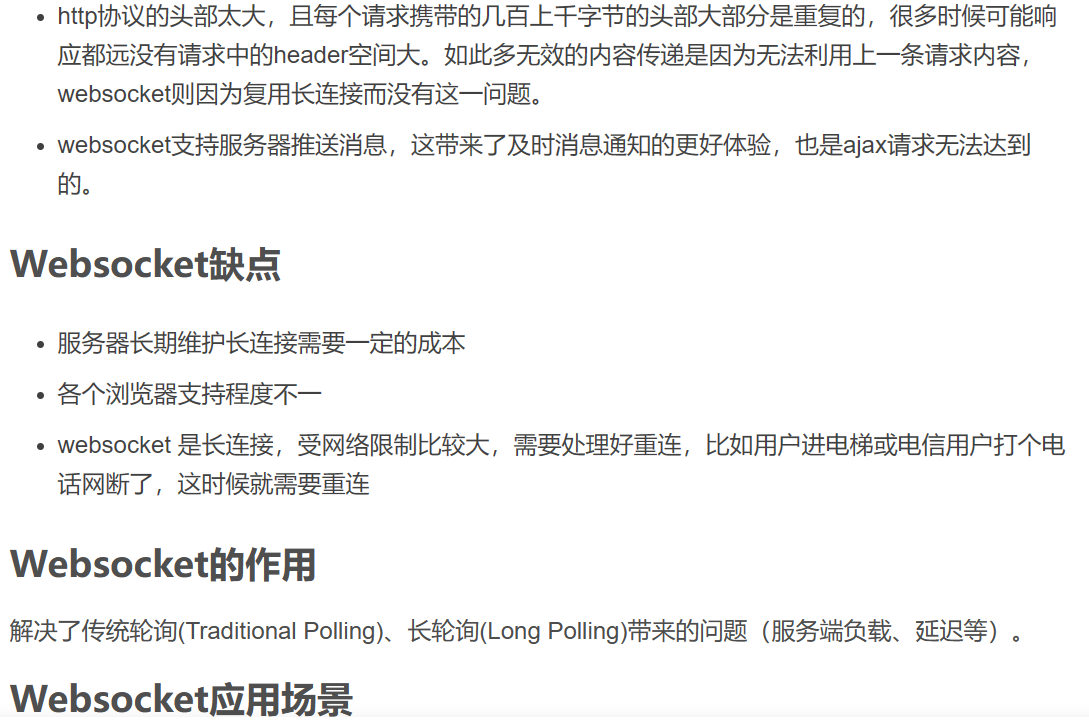 http协议的头部太大，且每个请求携带的几百上千字节的头部大部分是重复的，很多时候可能响
应都远没有请求中的header空间大。如此多无效的内容传递是因为无法利用上一条请求内容，
websocket则因为复用长连接而没有这一问题。
websocket支持服务器推送消息，这带来了及时消息通知的更好体验，也是ajax请求无法达到
的。
Websocket缺点
服务器长期维护长连接需要一定的成本
各个浏览器支持程度不一
websocket 是长连接，受网络限制比较大，需要处理好重连，比如用户进电梯或电信用户打个电
话网断了，这时候就需要重连
Websocket的作用
解决了传统轮询(Traditional Polling)、长轮询(Long Polling)带来的问题（服务端负载、延迟等）。
Websocket应用场景